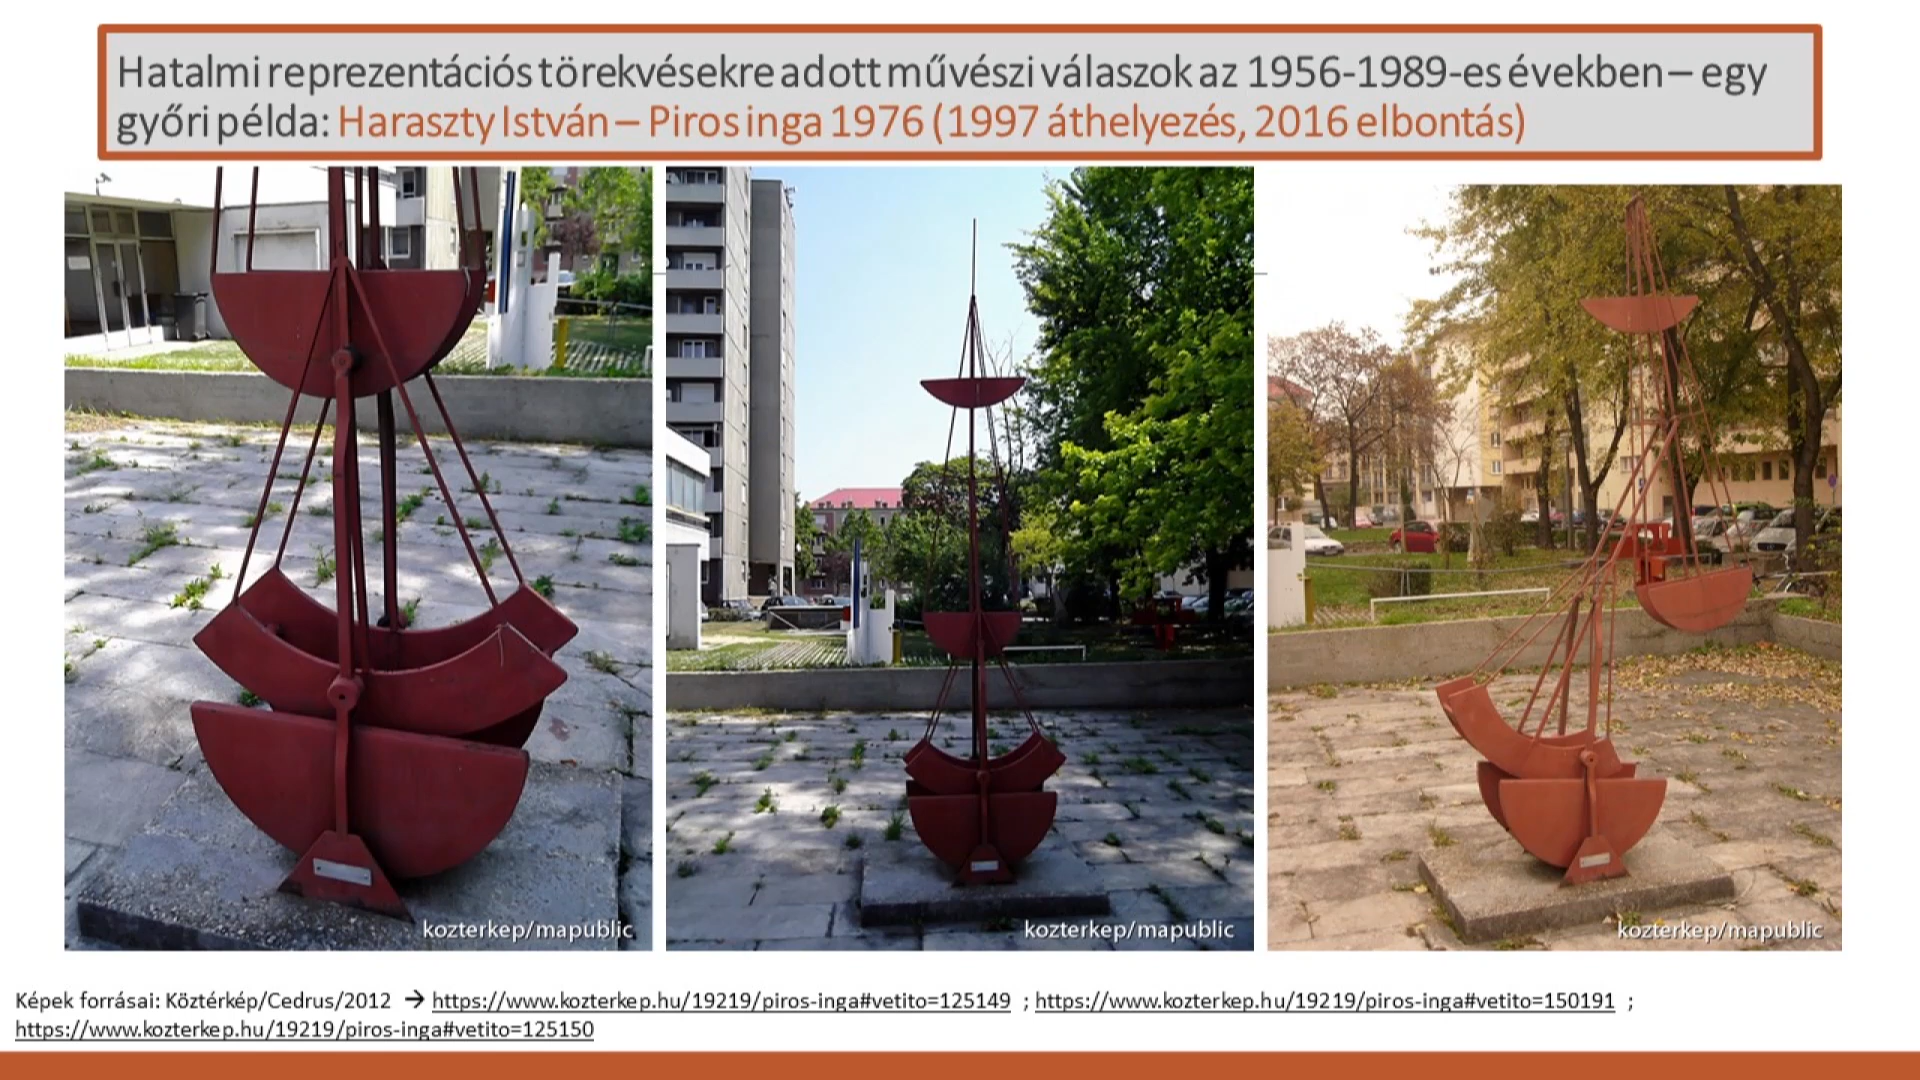 Hatalmi reprezentációs törekvésekre adott művészi válaszok az 1956-1989-es években – egy
győri példa: Haraszty István – Piros inga 1976 (1997 áthelyezés, 2016 elbontás)
kozterkep/mapublic
kozterkep/mapublic
kozterkep/mapublic
Képek forrásai: Köztérkép/Cedrus/2012 → https://www.kozterkep.hu/19219/piros-inga#vetito=125149 ; https://www.kozterkep.hu/19219/piros-inga#vetito=150191 ;
https://www.kozterkep.hu/19219/piros-inga#vetito=125150